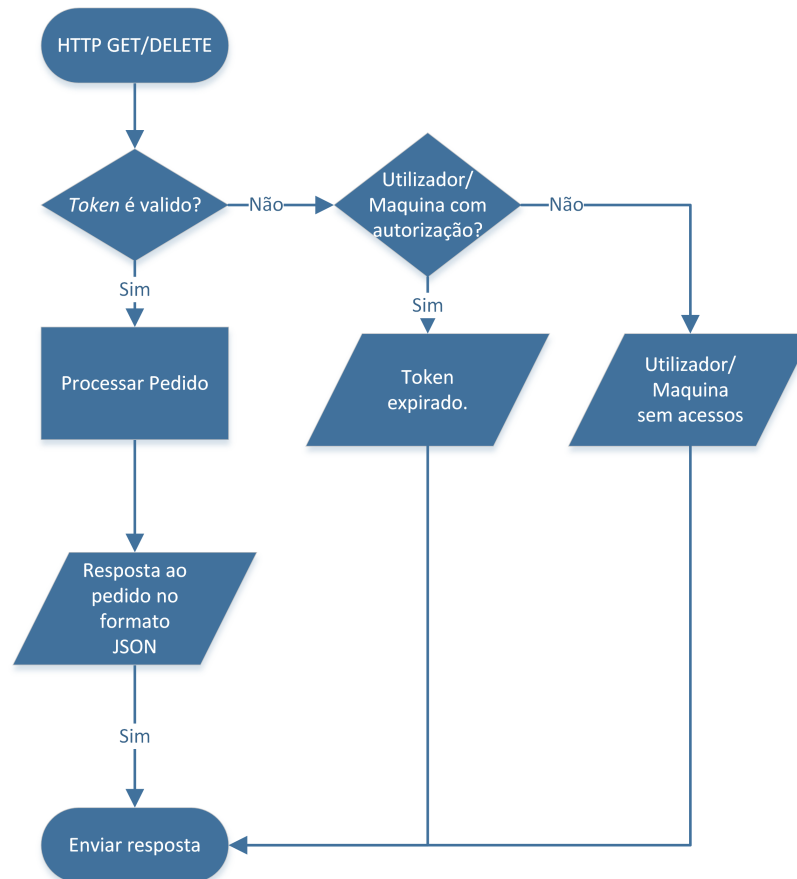 HTTP GET/DELETE
Token é valido?
Não
Utilizador/
Maquina com
autorização?
Não
Sim
Sim
Processar Pedido
Token
expirado.
Utilizador/
Maquina
sem acessos
Resposta ao
pedido no
formato
JSON
Sim
Enviar resposta